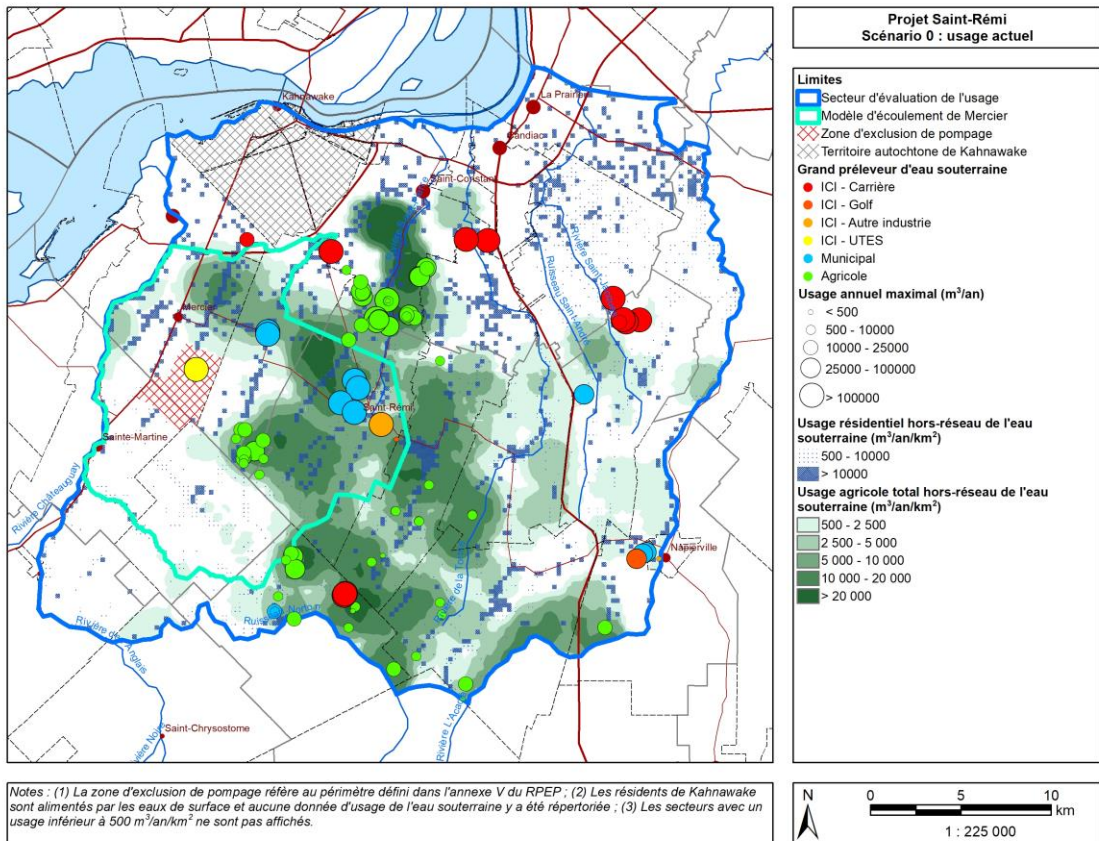 Projet Saint-Rémi
Scénario 0 : usage actuel
Limites
Secteur d'évaluation de l'usage
Modèle d'écoulement de Mercier
Zone d'exclusion de pompage
Territoire autochtone de Kahnawake
Grand préleveur d'eau souterraine
ICI - Carrière
ICI - Golf
ICI - Autre industrie
ICI - UTES
Municipal
Agricole
Usage annuel maximal (m³/an)
< 500
500 - 10000
10000 - 25000
25000 - 100000
> 100000
Usage résidentiel hors-réseau de l'eau
souterraine (m³/an/km²)
500 - 10000
> 10000
Usage agricole total hors-réseau de l'eau
souterraine (m³/an/km²)
500 - 2 500
2 500 - 5 000
5 000 - 10 000
10 000 - 20 000
> 20 000
Kahnawake
La Prairie
Candiac
Saint-Constant
Mercier
Saint-Rémi
Sainte-Martine
Napierville
Saint-Chrysostome
Rivière Châteauguay
Ruisseau Saint-André
Rivière Saint-
Rivière de la
Ruis Norton
Rivière de Anglais
Rivière Noire
Rivière L'Acadie
Notes : (1) La zone d'exclusion de pompage réfère au périmètre défini dans l'annexe V du RPEP ; (2) Les résidents de Kahnawake
sont alimentés par les eaux de surface et aucune donnée d'usage de l'eau souterraine y a été répertoriée ; (3) Les secteurs avec un
usage inférieur à 500 m³/an/km² ne sont pas affichés.
N
0 5 10
km
1 : 225 000